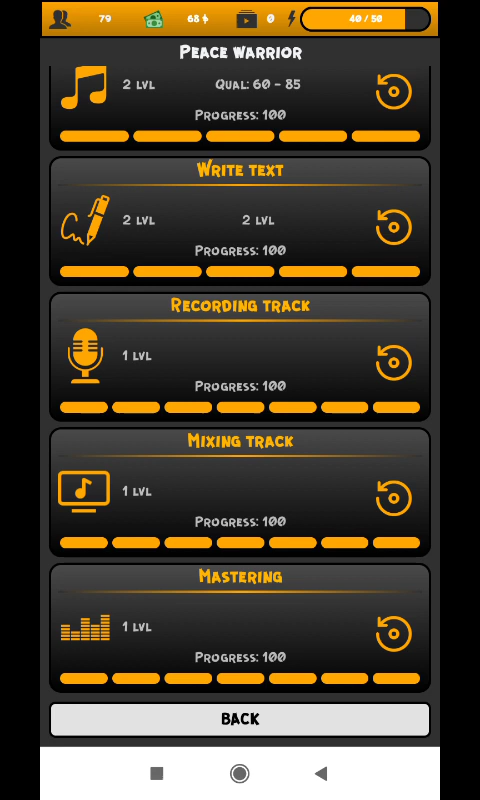 79 68 $ 0 40 / 50
Peace warrior
2 lvl Qual: 60 - 85
Progress: 100
Write text
2 lvl 2 lvl
Progress: 100
Recording track
1 lvl
Progress: 100
Mixing track
1 lvl
Progress: 100
Mastering
1 lvl
Progress: 100
BACK